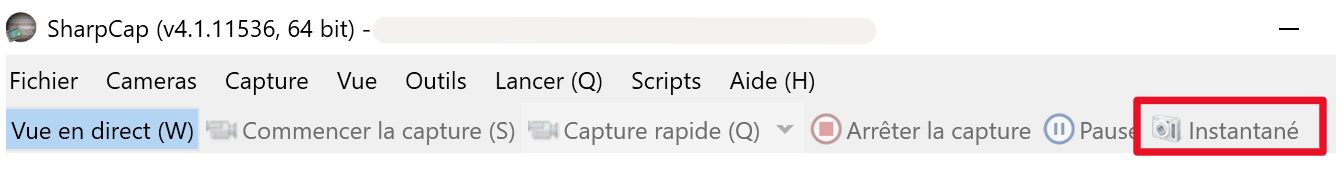 SharpCap (v4.1.11536, 64 bit) -
Fichier Cameras Capture Vue Outils Lancer (Q) Scripts Aide (H)
Vue en direct (W) Commencer la capture (S) Capture rapide (Q) Arrêter la capture Pause Instantané